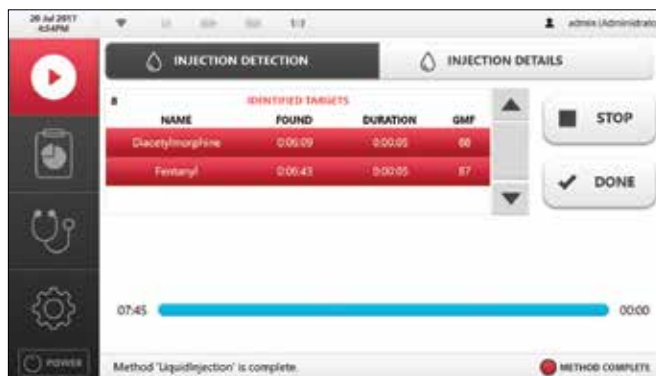 20 Jul 2017
4:54PM
admin (Administrato
INJECTION DETECTION
INJECTION DETAILS
8 IDENTIFIED TARGETS
NAME FOUND DURATION GMF
Diacetylmorphine 0:06:09 0:00:05
Fentanyl 0:06:43 0:00:05 87
STOP
DONE
07:45 00:00
POWER
Method 'LiquidInjection' is complete.
METHOD COMPLETE